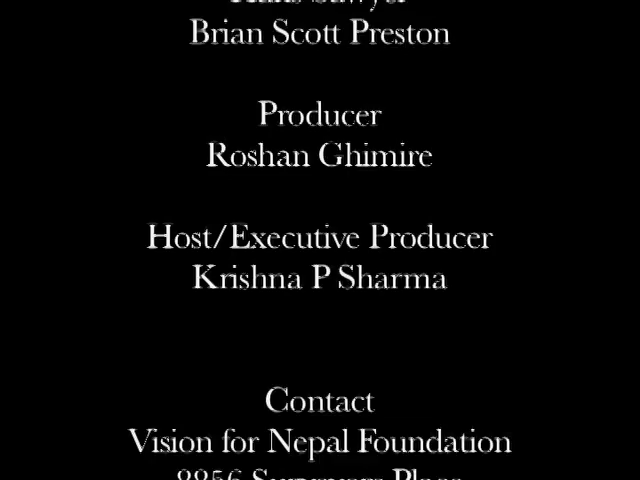 Brian Scott Preston
Producer
Roshan Ghimire
Host/Executive Producer
Krishna P Sharma
Contact
Vision for Nepal Foundation